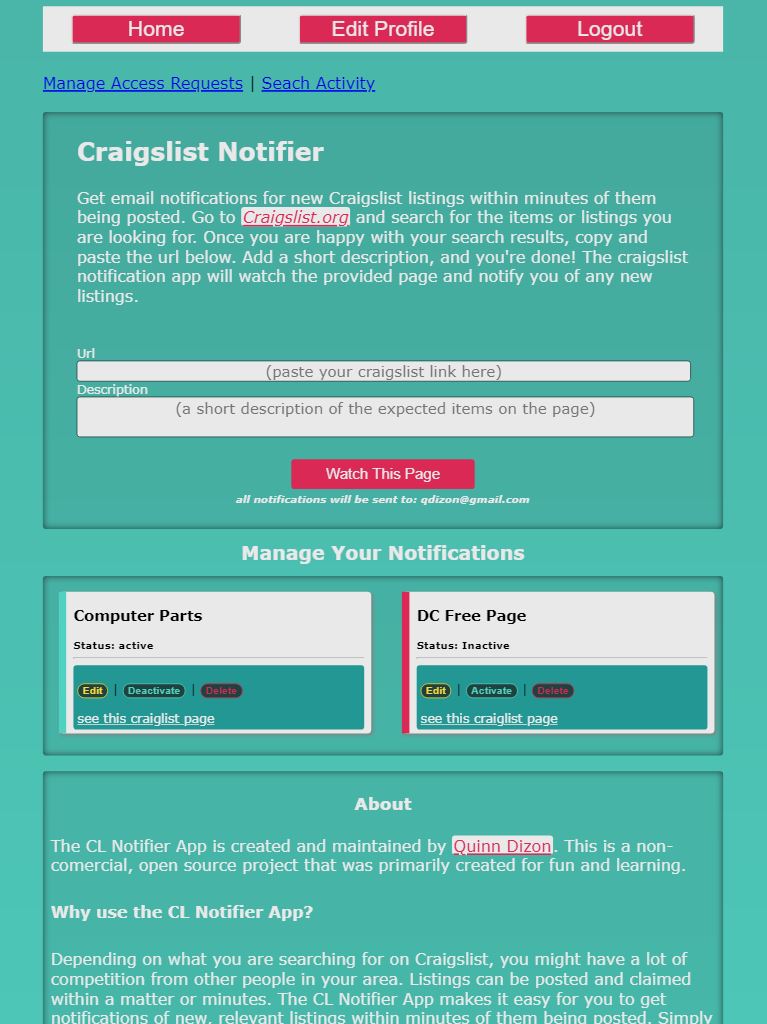 Home Edit Profile Logout
Manage Access Requests | Seach Activity
Craigslist Notifier
Get email notifications for new Craigslist listings within minutes of them
being posted. Go to Craigslist.org and search for the items or listings you
are looking for. Once you are happy with your search results, copy and
paste the url below. Add a short description, and you're done! The craigslist
notification app will watch the provided page and notify you of any new
listings.
Url
(paste your craigslist link here)
Description
(a short description of the expected items on the page)
Watch This Page
all notifications will be sent to: qdizon@gmail.com
Manage Your Notifications
Computer Parts
Status: active
Edit | Deactivate | Delete
see this craiglist page
DC Free Page
Status: Inactive
Edit | Activate | Delete
see this craiglist page
About
The CL Notifier App is created and maintained by Quinn Dizon. This is a non-
comercial, open source project that was primarily created for fun and learning.
Why use the CL Notifier App?
Depending on what you are searching for on Craigslist, you might have a lot of
competition from other people in your area. Listings can be posted and claimed
within a matter or minutes. The CL Notifier App makes it easy for you to get
notifications of new, relevant listings within minutes of them being posted. Simply